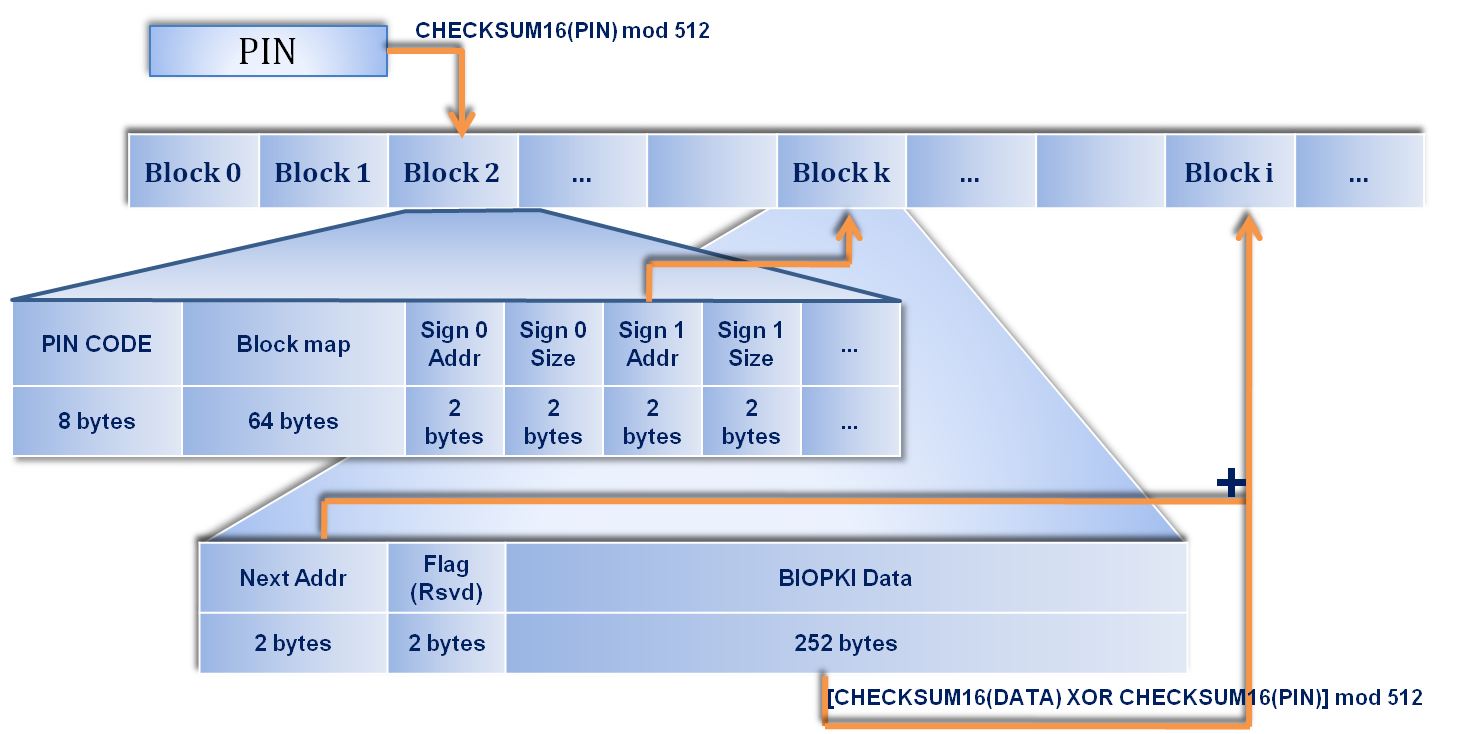 CHECKSUM16(PIN) mod 512
PIN
Block 0
Block 1
Block 2
...
Block k
...
Block i
...
PIN CODE
Block map
Sign 0
Addr
Sign 0
Size
Sign 1
Addr
Sign 1
Size
...
8 bytes
64 bytes
2
bytes
2
bytes
2
bytes
2
bytes
...
+
Next Addr
Flag
(Rsvd)
BIOPKI Data
2 bytes
2 bytes
252 bytes
[CHECKSUM16(DATA) XOR CHECKSUM16(PIN)] mod 512